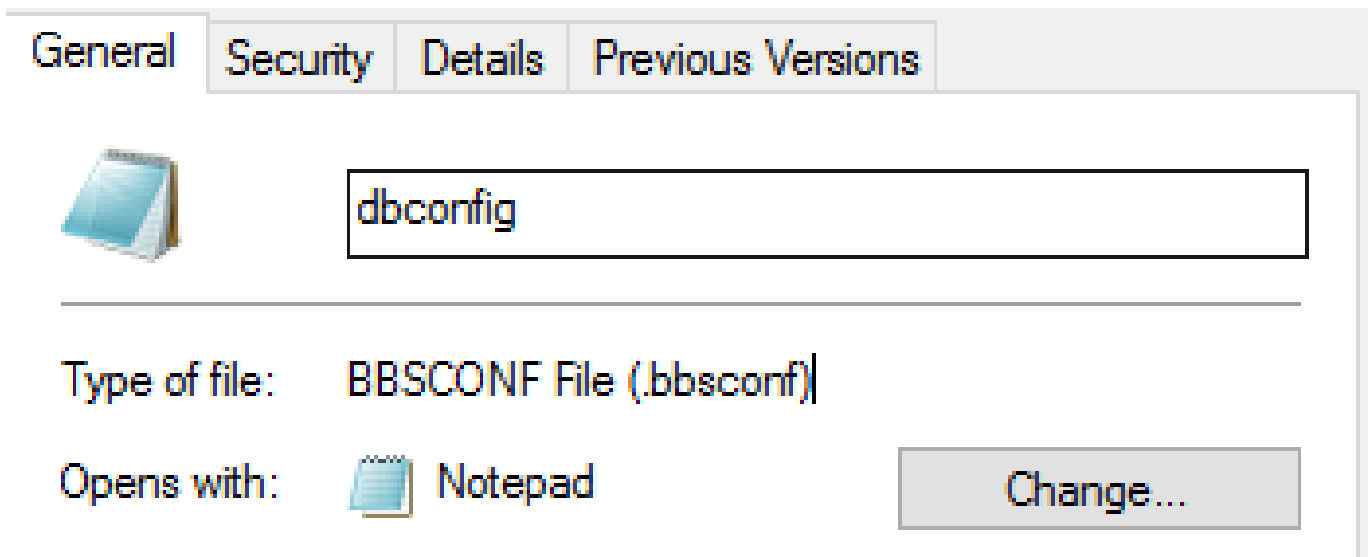 General Security Details Previous Versions
dbconfig
Type of file: BBSCONF File (.bbsconf)
Opens with: Notepad Change...